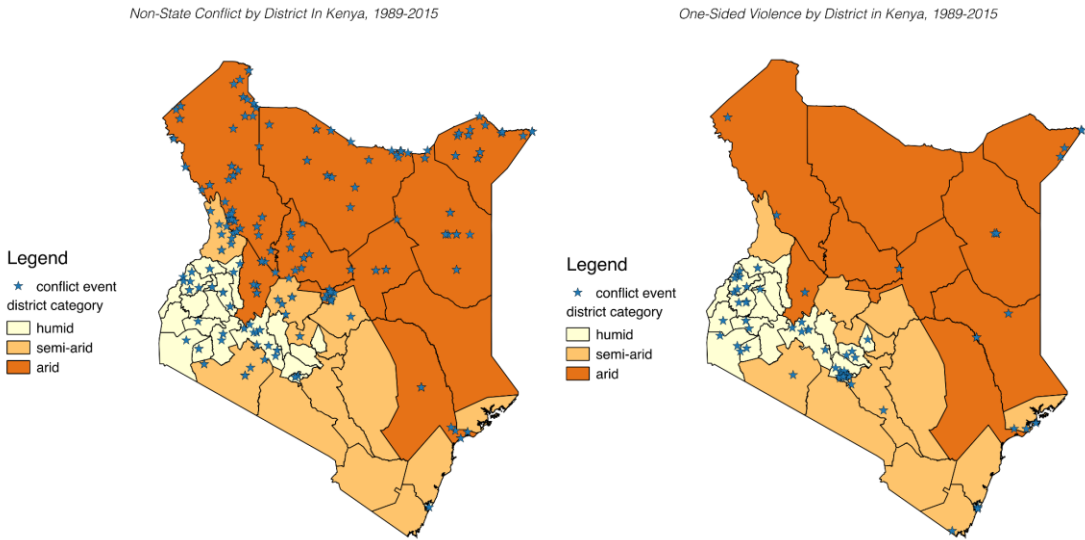 Non-State Conflict by District In Kenya, 1989-2015
Legend
conflict event
district category
humid
semi-arid
arid
One-Sided Violence by District in Kenya, 1989-2015
Legend
conflict event
district category
humid
semi-arid
arid